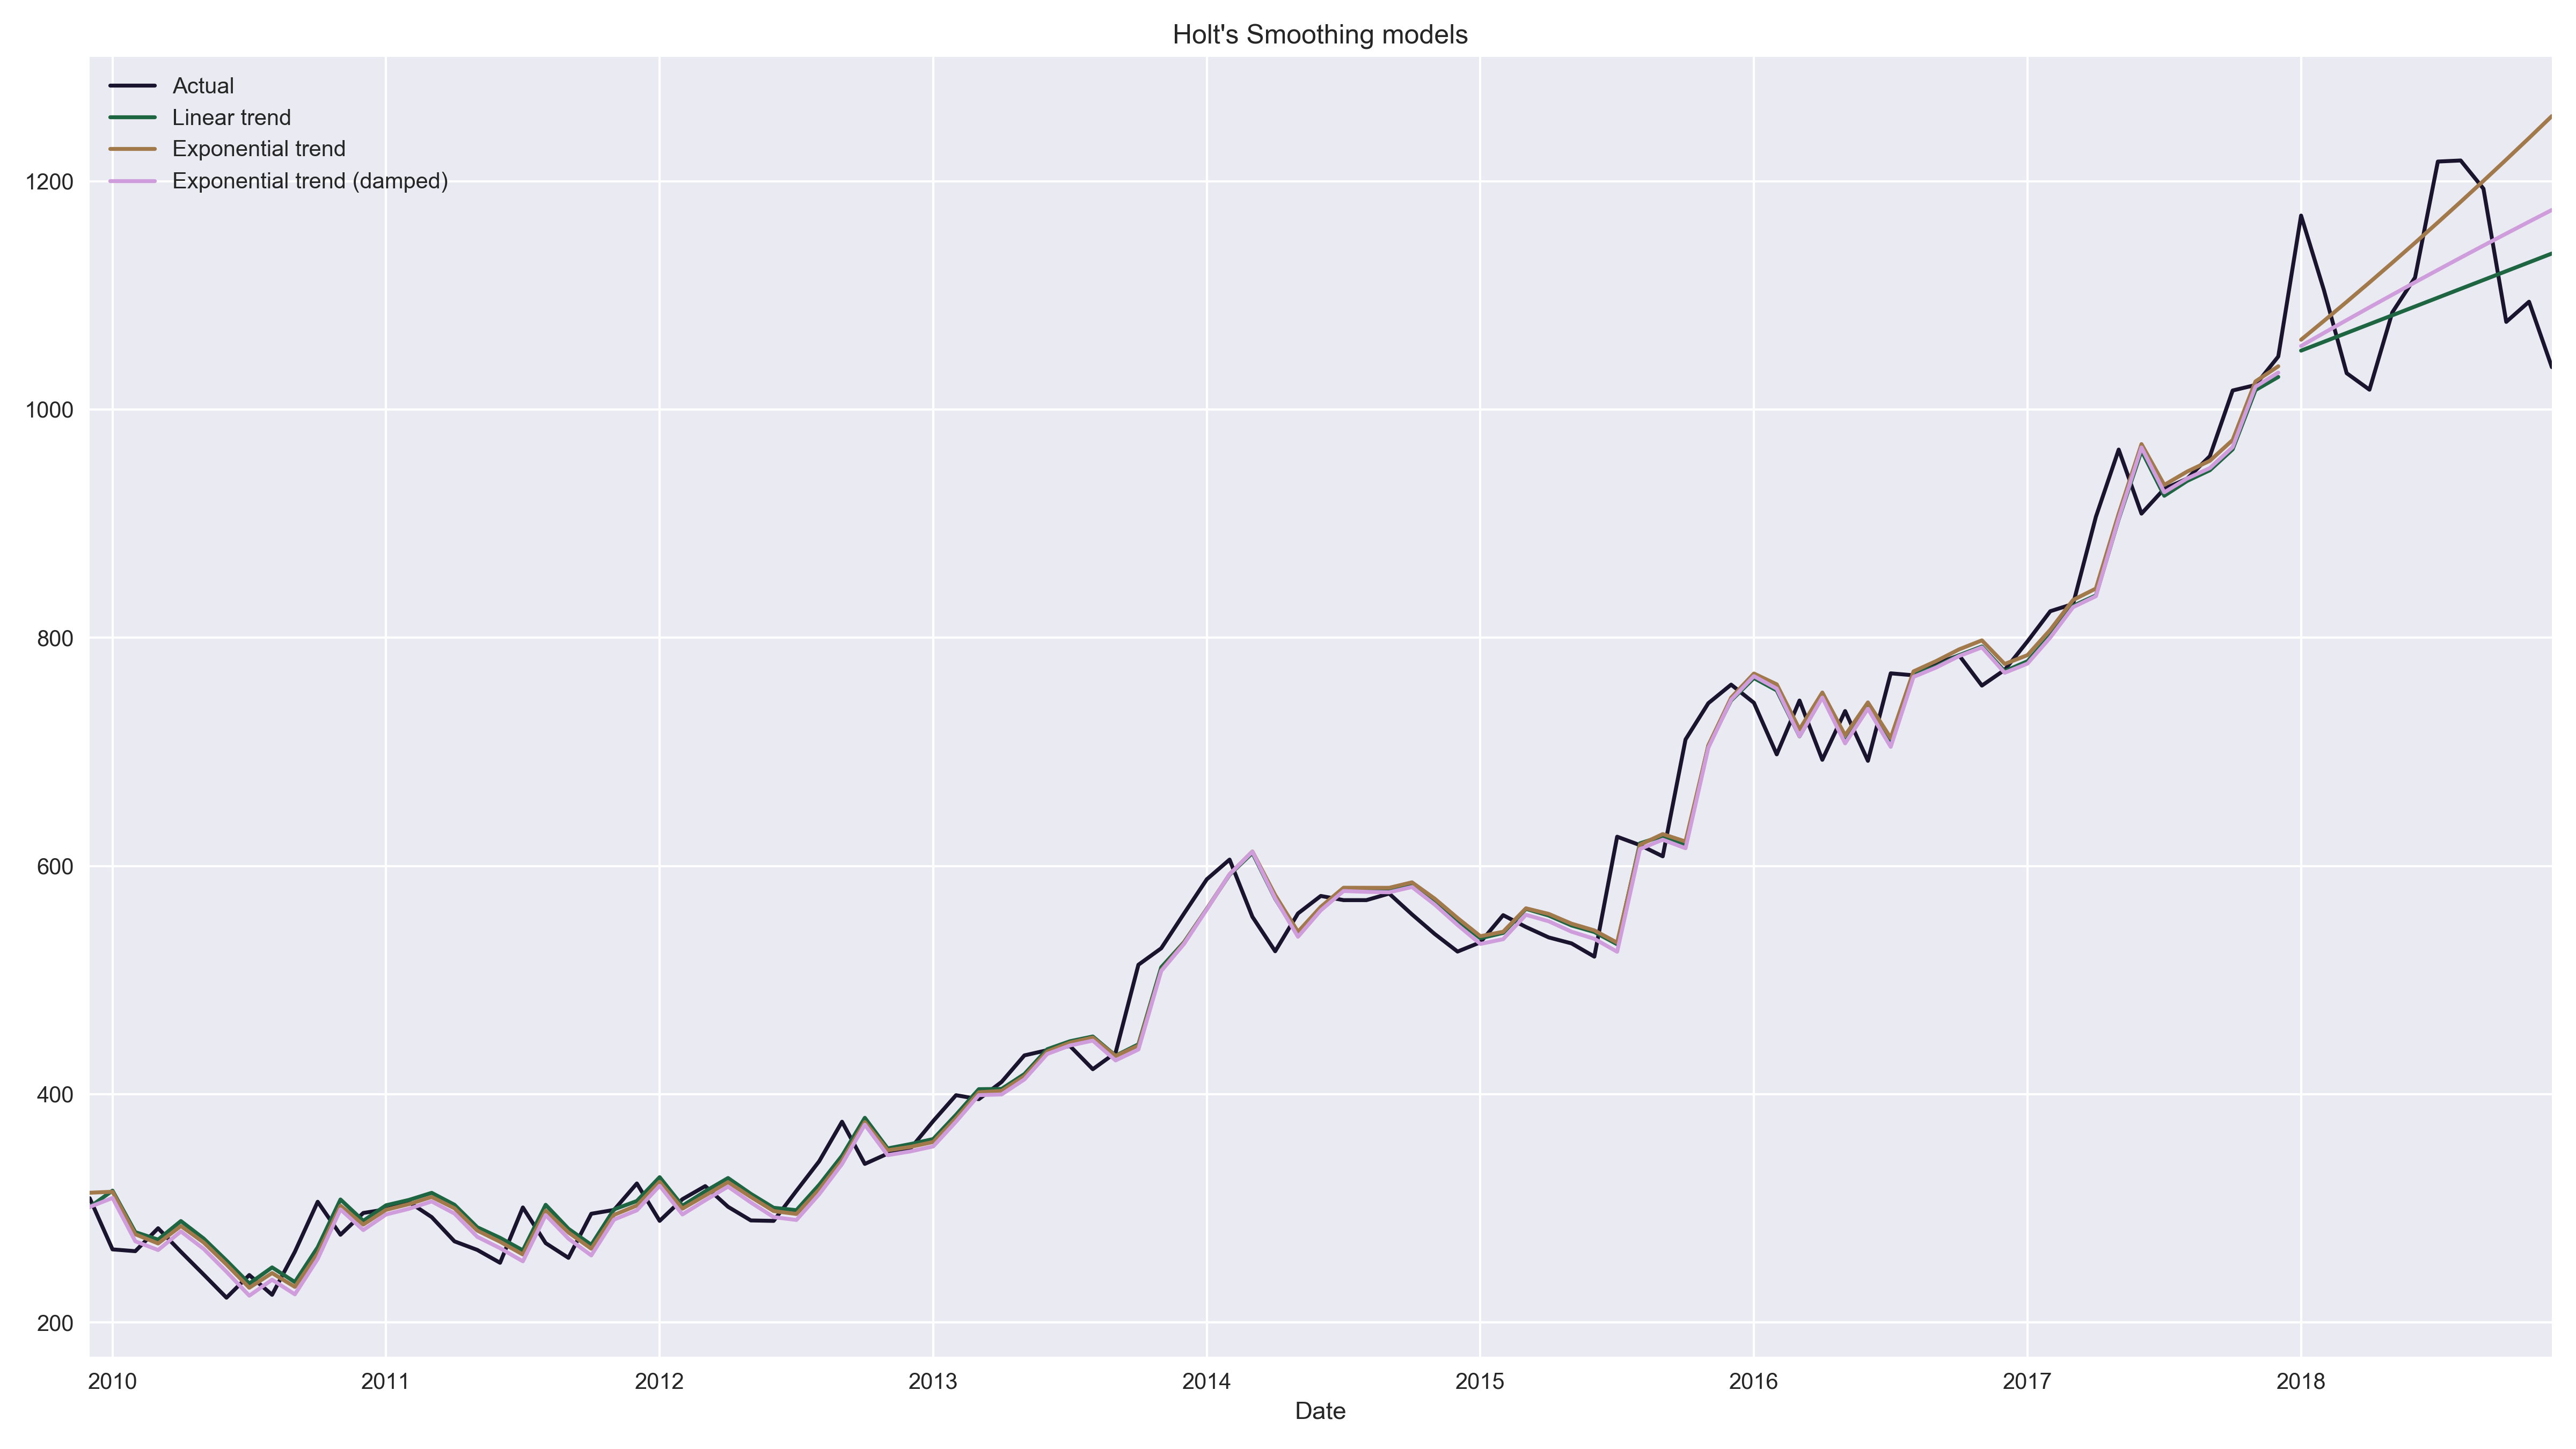 Holt's Smoothing models
Actual
Linear trend
Exponential trend
Exponential trend (damped)
1200
1000
800
600
400
200
2010 2011 2012 2013 2014 2015 2016 2017 2018
Date